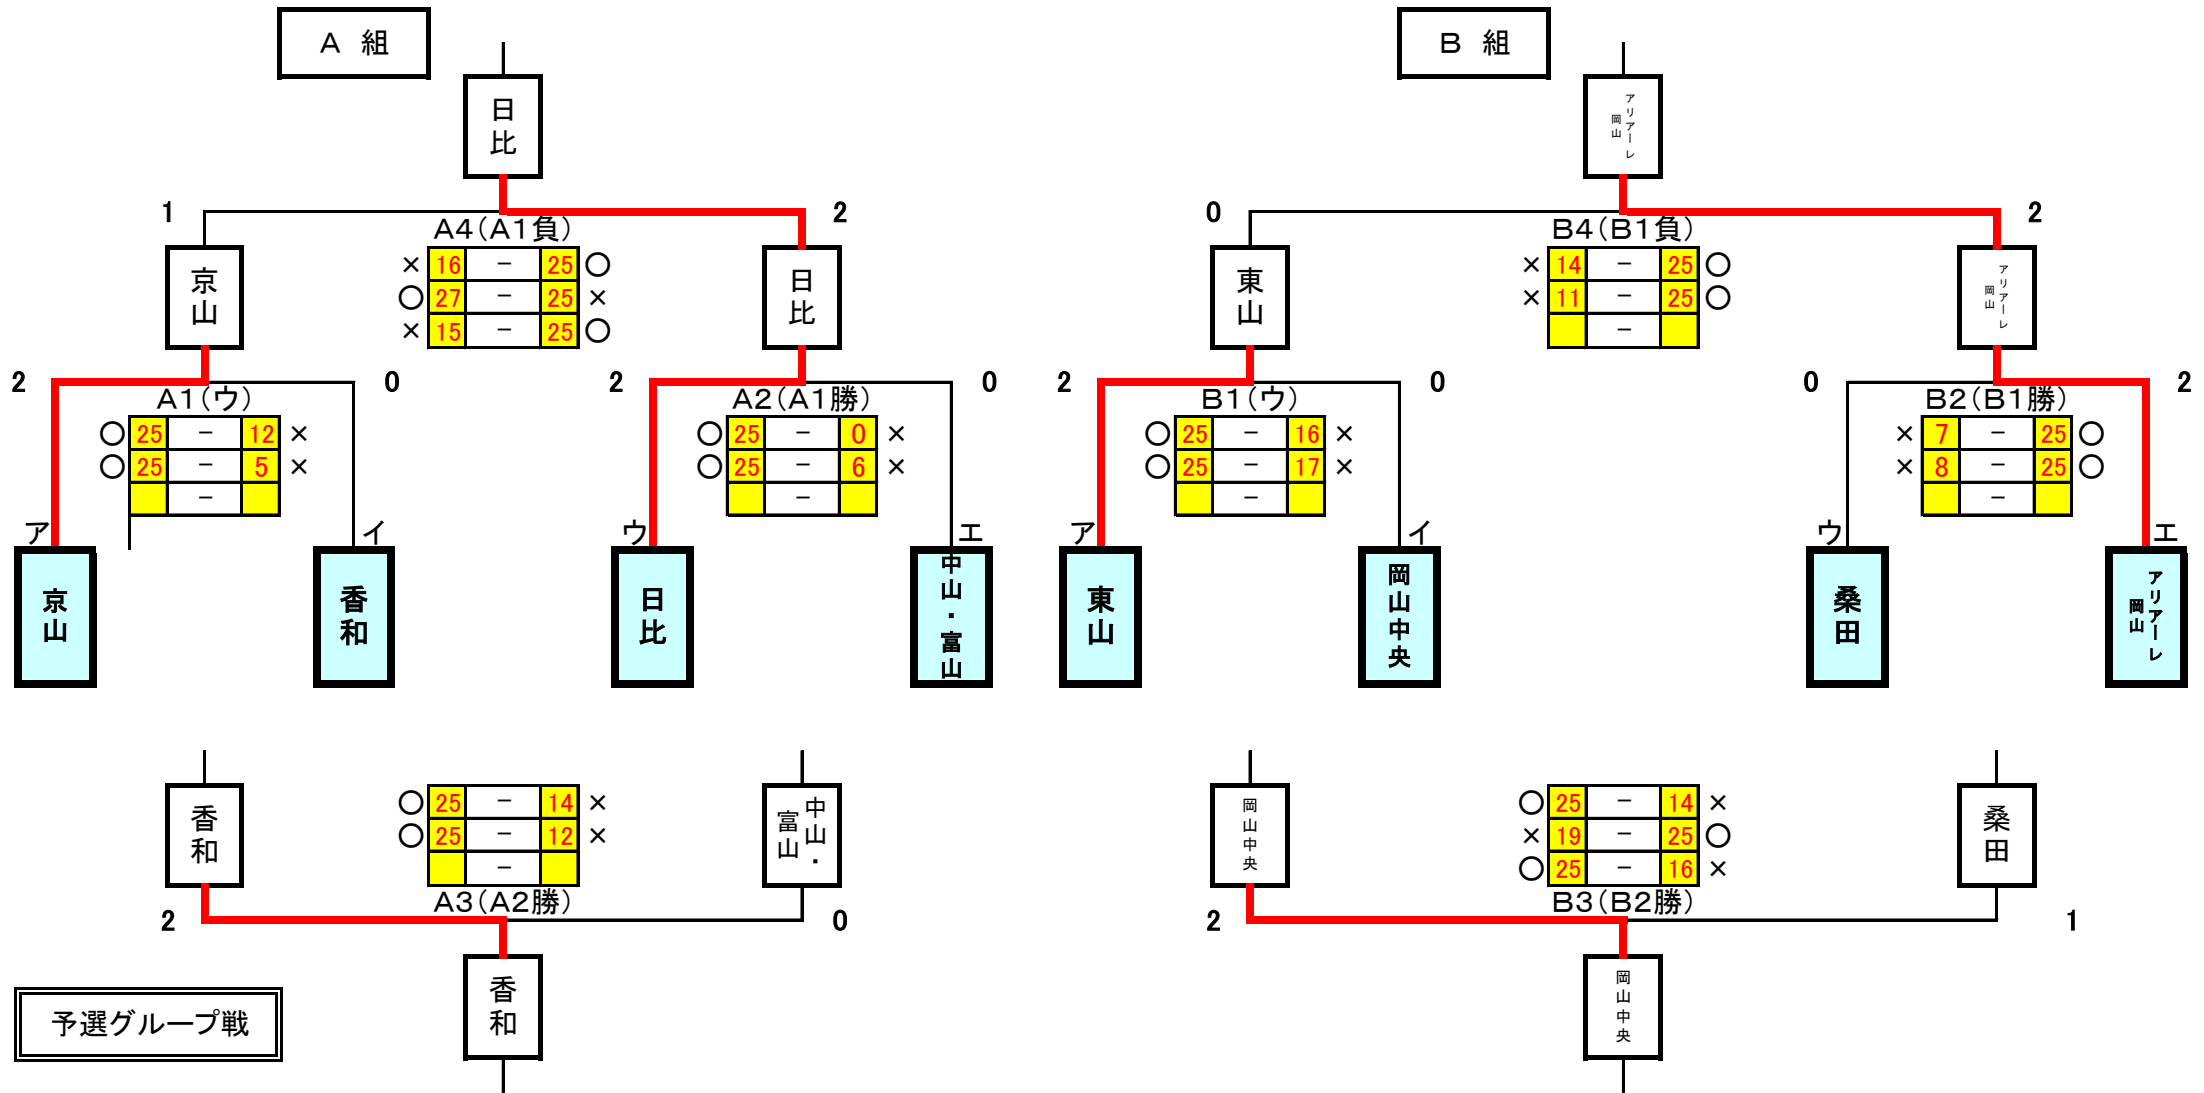 A 組
日比
1
2
A4(A1負)
京山
日比
× 16 - 25 ○
○ 27 - 25 ×
× 15 - 25 ○
2
0
2
0
A1(ウ)
○ 25 - 12 ×
○ 25 - 5 ×
-
A2(A1勝)
○ 25 - 0 ×
○ 25 - 6 ×
-
ア
イ
ウ
エ
京山
香和
日比
中山・富山
香和
○ 25 - 14 ×
○ 25 - 12 ×
-
中山・
富山
A3(A2勝)
2
0
香和
予選グループ戦
B 組
アリアーレ
岡山
0
2
B4(B1負)
東山
アリアーレ
岡山
× 14 - 25 ○
× 11 - 25 ○
-
2
0
0
2
B1(ウ)
○ 25 - 16 ×
○ 25 - 17 ×
-
B2(B1勝)
× 7 - 25 ○
× 8 - 25 ○
-
ア
イ
ウ
エ
東山
岡山中央
桑田
アリアーレ
岡山
岡山中央
○ 25 - 14 ×
× 19 - 25 ○
○ 25 - 16 ×
桑田
B3(B2勝)
2
1
岡山中央